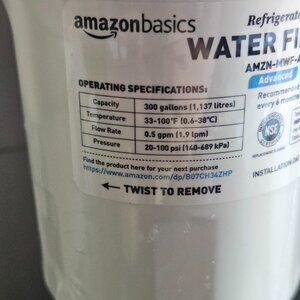 amazonbasics
Refrigerato
WATER FI
AMZN-MWF-A
Advanced
Recommended
every 6 months
NSF
OPERATING SPECIFICATIONS:
Capacity 300 gallons (1,137 litres)
Temperature 33-100°F (0.6-38°C)
Flow Rate 0.5 gpm (1.9 lpm)
Pressure 20-100 psi (140-689 kPa)
Find the product here for your next purchase
https://www.amazon.com/dp/B07CH34ZHP
← TWIST TO REMOVE
INSTALLATION